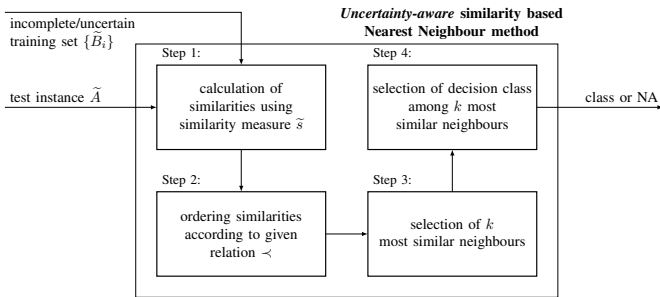 Uncertainty-aware similarity based
Nearest Neighbour method
incomplete/uncertain
training set {B̃ᵢ}
test instance Ã
Step 1:
calculation of
similarities using
similarity measure s̃
Step 2:
ordering similarities
according to given
relation ≺
Step 3:
selection of k
most similar neighbours
Step 4:
selection of decision class
among k most
similar neighbours
class or NA